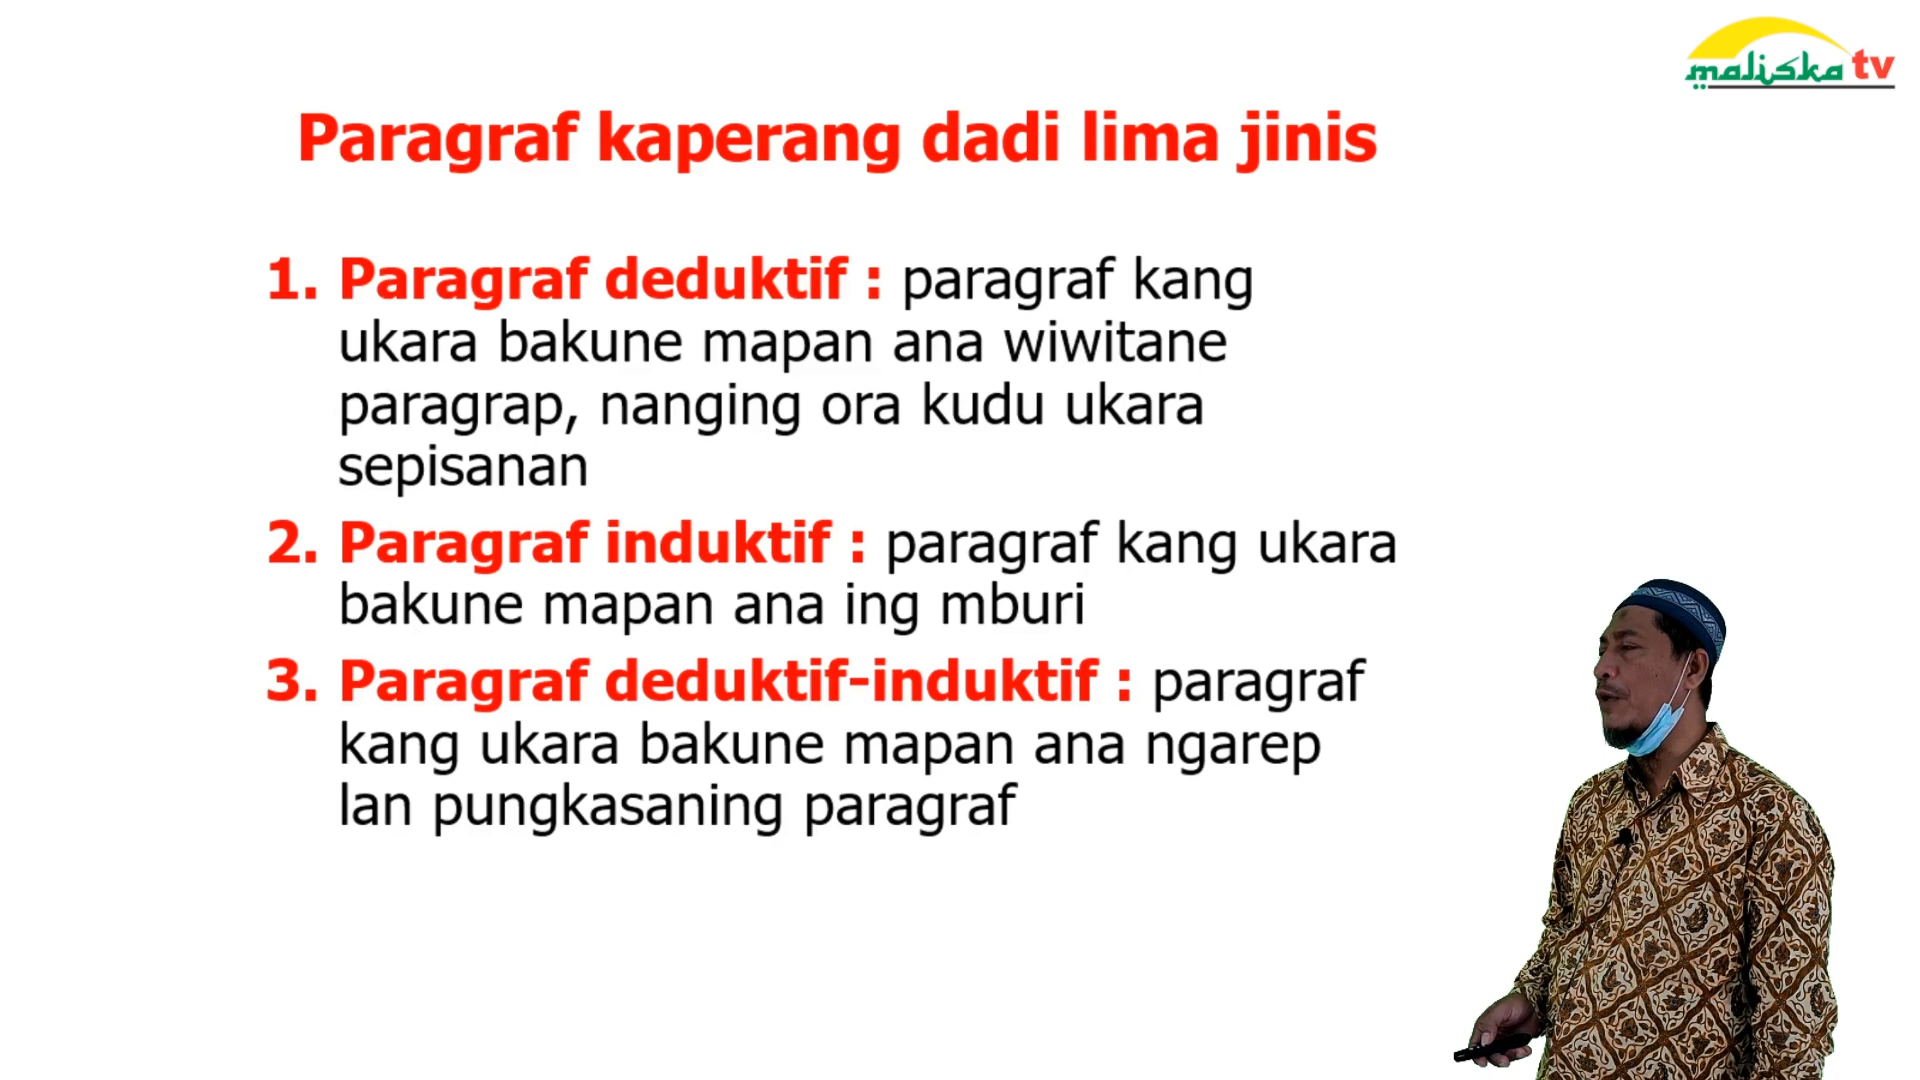 maliska tv
Paragraf kaperang dadi lima jinis
1. Paragraf deduktif : paragraf kang
ukara bakune mapan ana wiwitane
paragrap, nanging ora kudu ukara
sepisanan
2. Paragraf induktif : paragraf kang ukara
bakune mapan ana ing mburi
3. Paragraf deduktif-induktif : paragraf
kang ukara bakune mapan ana ngarep
lan pungkasaning paragraf